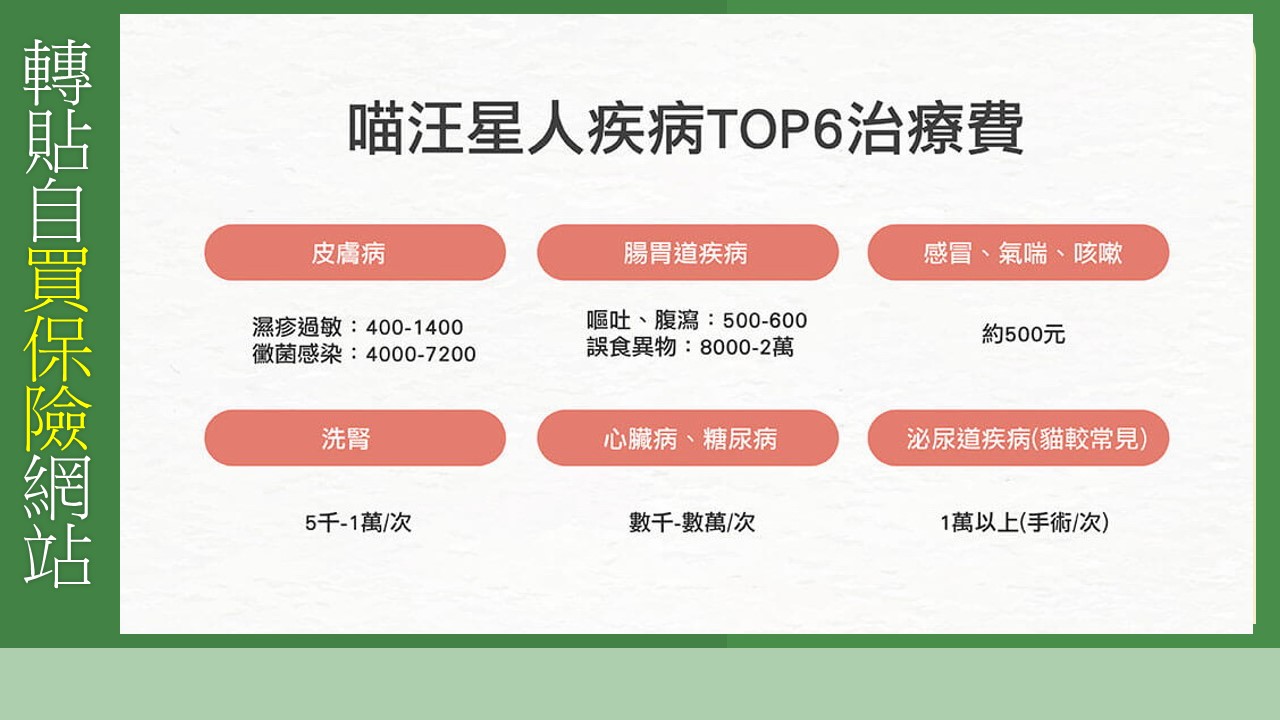 轉貼自買保險網站
喵汪星人疾病TOP6治療費
皮膚病
濕疹過敏：400-1400
黴菌感染：4000-7200
腸胃道疾病
嘔吐、腹瀉：500-600
誤食異物：8000-2萬
感冒、氣喘、咳嗽
約500元
洗腎
5千-1萬/次
心臟病、糖尿病
數千-數萬/次
泌尿道疾病(貓較常見)
1萬以上(手術/次)